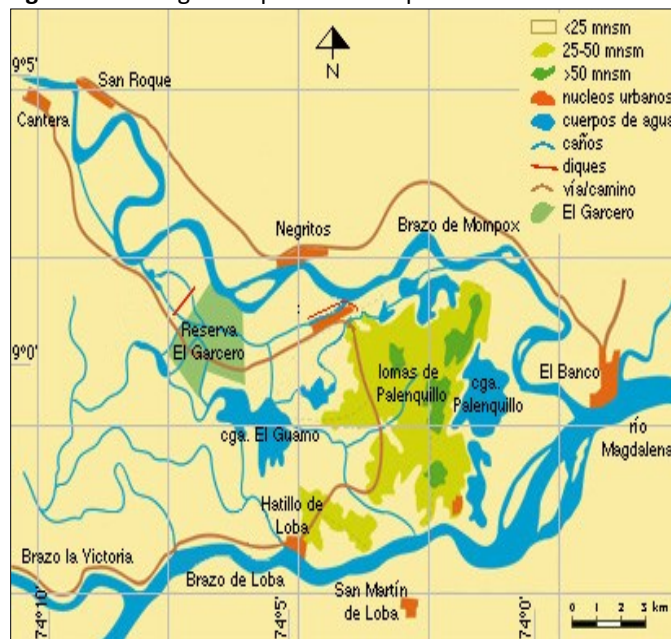 <25 mnsm
25-50 mnsm
>50 mnsm
nucleos urbanos
cuerpos de agua
caños
diques
vía/camino
El Garcero
N
9°5'
San Roque
Cantera
Negritos
Brazo de Mompox
Reserva
El Garcero
9°0'
lomas de
Palenquillo
cga.
Palenquillo
El Banco
río
Magdalena
cga. El Guamo
Hatillo de
Loba
Brazo la Victoria
Brazo de Loba
San Martín
de Loba
74°10'
74°5'
74°0'
0 1 2 3 km